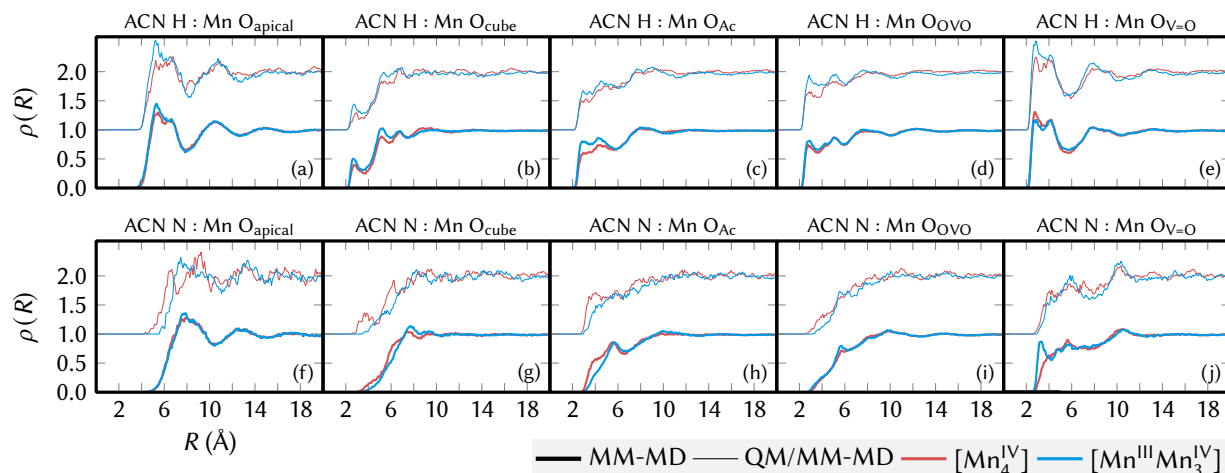 ACN H : Mn O_apical ACN H : Mn O_cube ACN H : Mn O_Ac ACN H : Mn O_OVO ACN H : Mn O_V=O
2.0
1.5
1.0
0.5
0.0
ρ(R)
(a) (b) (c) (d) (e)
ACN N : Mn O_apical ACN N : Mn O_cube ACN N : Mn O_Ac ACN N : Mn O_OVO ACN N : Mn O_V=O
2.0
1.5
1.0
0.5
0.0
ρ(R)
(f) (g) (h) (i) (j)
2 6 10 14 18 2 6 10 14 18 2 6 10 14 18 2 6 10 14 18 2 6 10 14 18
R (Å)
MM-MD QM/MM-MD [Mn₄^IV] [Mn^III Mn₃^IV]